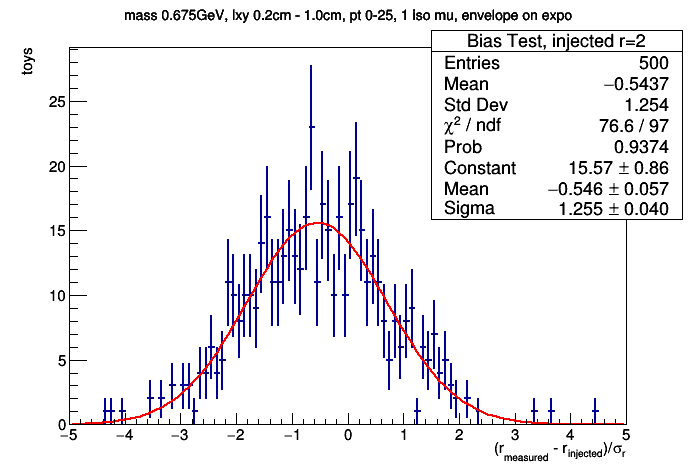 mass 0.675GeV, lxy 0.2cm - 1.0cm, pt 0-25, 1 Iso mu, envelope on expo
Bias Test, injected r=2
Entries 500
Mean −0.5437
Std Dev 1.254
χ² / ndf 76.6 / 97
Prob 0.9374
Constant 15.57 ± 0.86
Mean −0.546 ± 0.057
Sigma 1.255 ± 0.040
toys
25
20
15
10
5
0
−5 −4 −3 −2 −1 0 1 2 3 4 5
(r_measured - r_injected)/σ_r